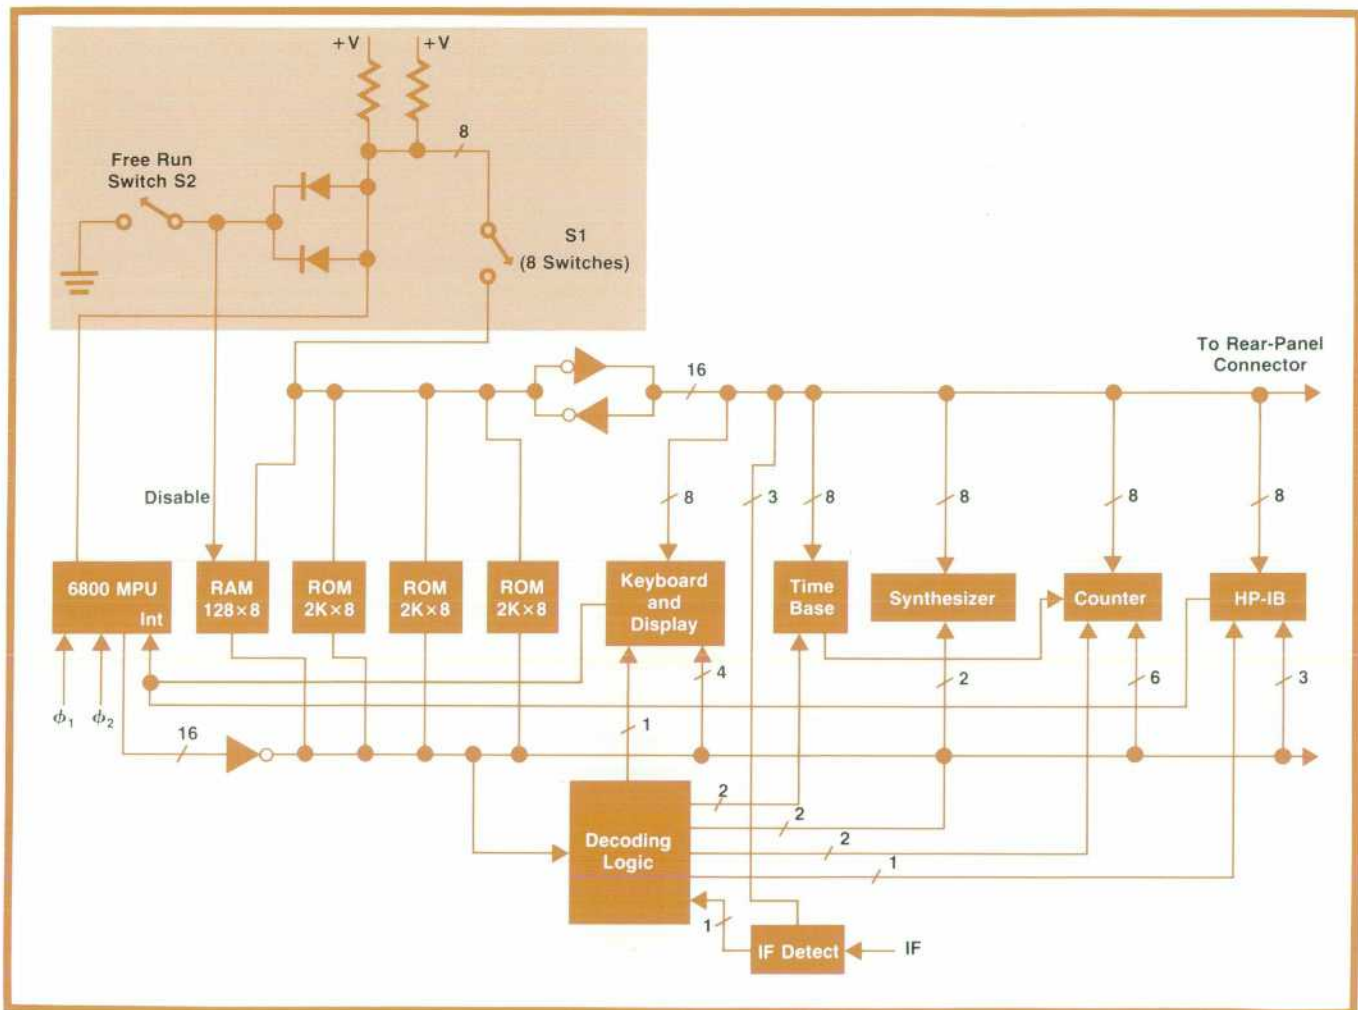 +V
+V
8
Free Run
Switch S2
S1
(8 Switches)
To Rear-Panel
Connector
16
8
3
8
8
8
8
Disable
6800 MPU
Int
RAM
128×8
ROM
2K×8
ROM
2K×8
ROM
2K×8
Keyboard
and
Display
Time
Base
Synthesizer
Counter
HP-IB
4
2
6
3
ϕ1
ϕ2
16
1
Decoding
Logic
2
2
2
1
1
IF Detect
IF